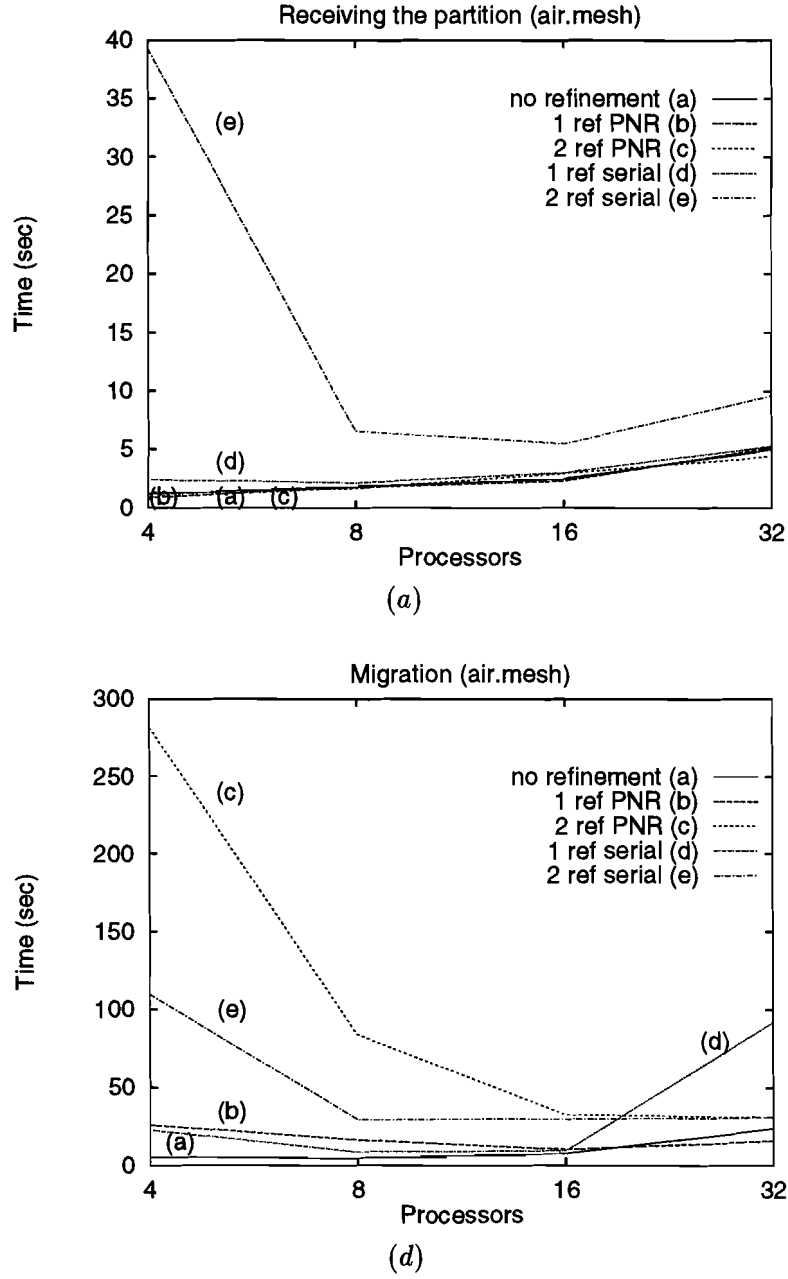 Receiving the partition (air.mesh)
40
35
30
25
20
15
10
5
0
Time (sec)
no refinement (a)
1 ref PNR (b)
2 ref PNR (c)
1 ref serial (d)
2 ref serial (e)
(e)
(d)
(b) (a) (c)
4 8 16 32
Processors
(a)
Migration (air.mesh)
300
250
200
150
100
50
0
Time (sec)
no refinement (a)
1 ref PNR (b)
2 ref PNR (c)
1 ref serial (d)
2 ref serial (e)
(c)
(e)
(d)
(b)
(a)
4 8 16 32
Processors
(d)